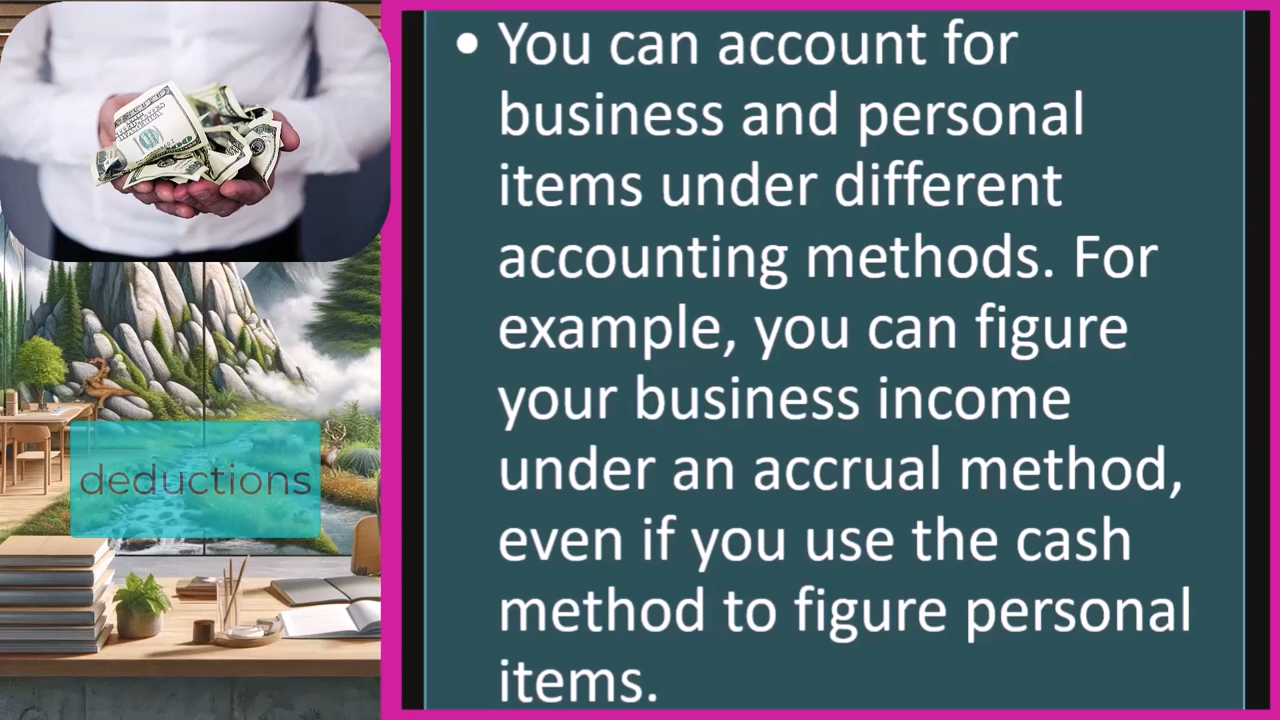 • You can account for
business and personal
items under different
accounting methods. For
example, you can figure
your business income
under an accrual method,
even if you use the cash
method to figure personal
items.
deductions